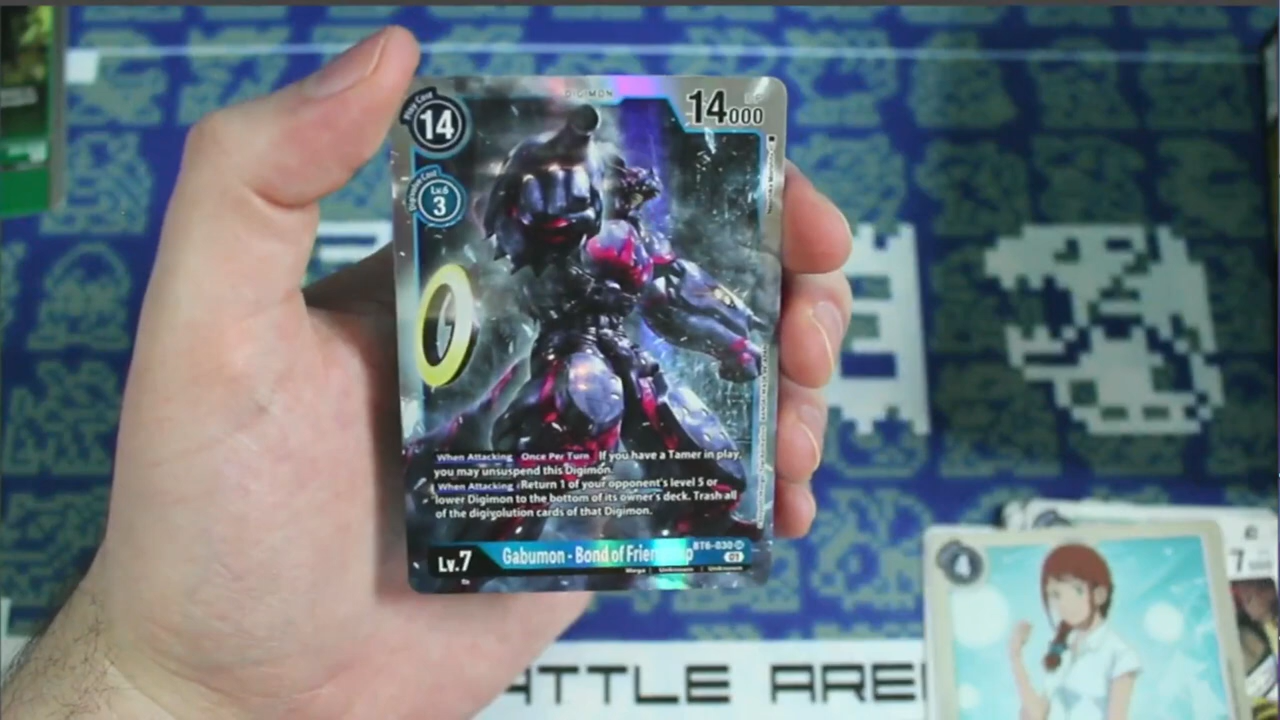 DIGIMON
Play Cost
14
14000
Digivolve Cost
Lv.6
3
When Attacking Once Per Turn If you have a Tamer in play,
you may unsuspend this Digimon.
When Attacking Return 1 of your opponent's level 5 or
lower Digimon to the bottom of its owner's deck. Trash all
of the digivolution cards of that Digimon.
Lv.7
Gabumon - Bond of Friendship
BT6-030
Mega | Unknown | Unknown
4
7
ATTLE ARE